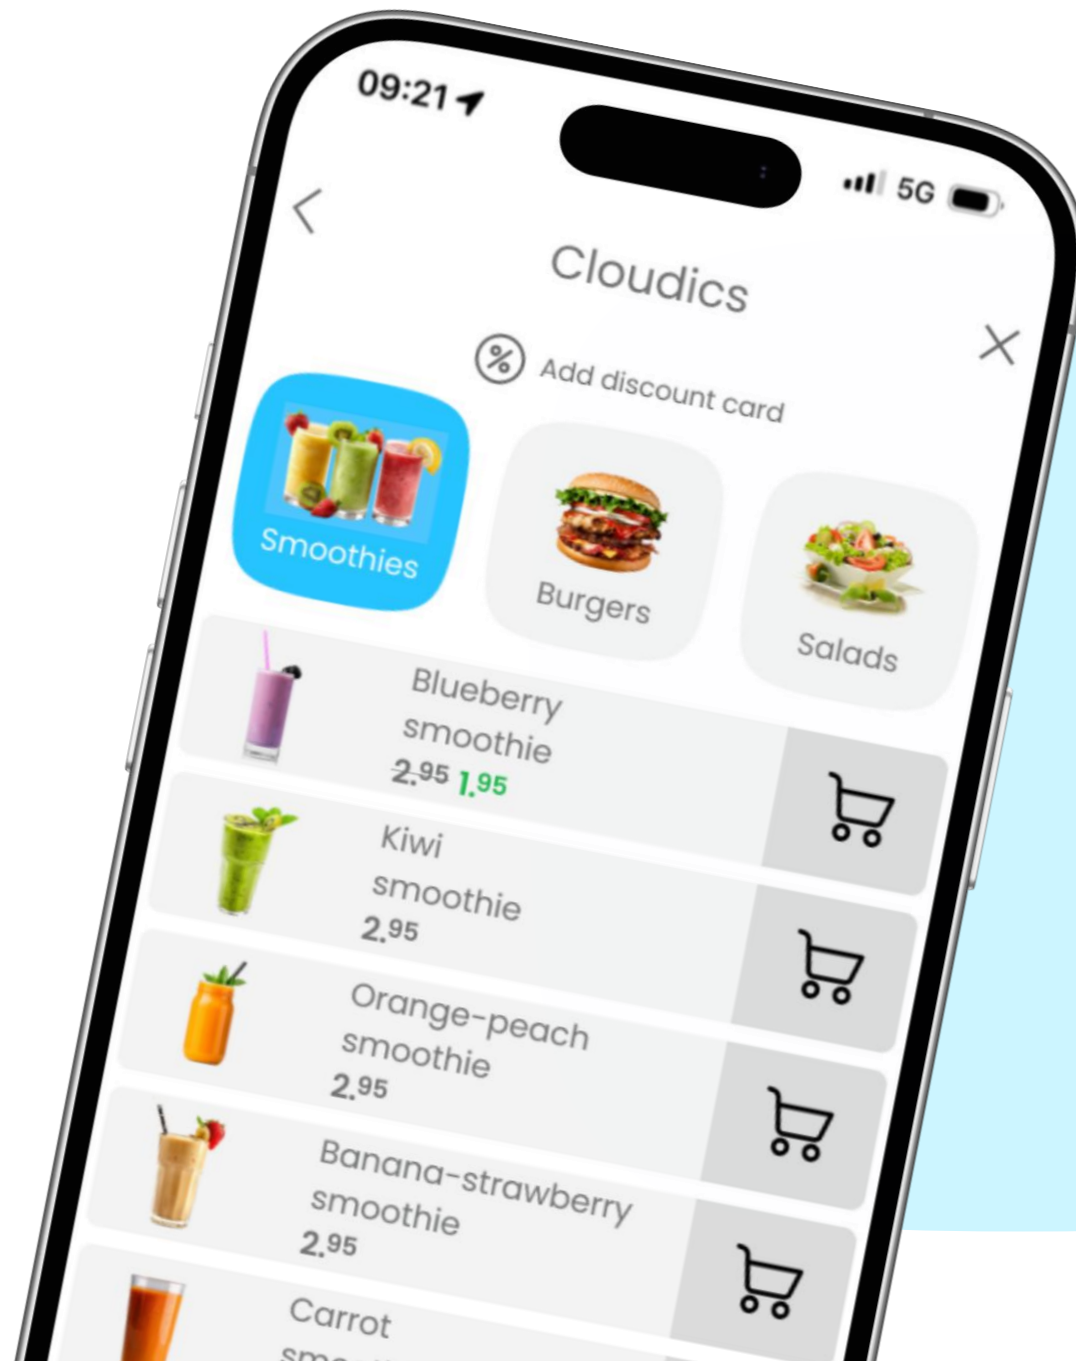 09:21
5G
Cloudics
% Add discount card
Smoothies
Burgers
Salads
Blueberry
smoothie
2.95 1.95
Kiwi
smoothie
2.95
Orange-peach
smoothie
2.95
Banana-strawberry
smoothie
2.95
Carrot